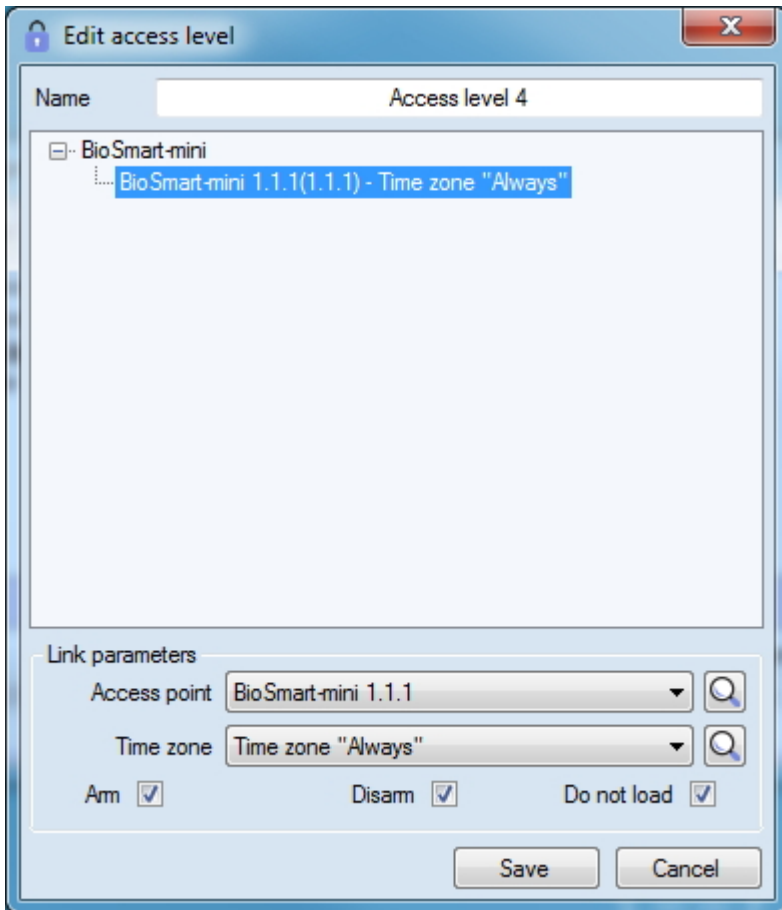 Edit access level
Name Access level 4
BioSmart-mini
BioSmart-mini 1.1.1(1.1.1) - Time zone "Always"
Link parameters
Access point BioSmart-mini 1.1.1
Time zone Time zone "Always"
Arm Disarm Do not load
Save Cancel